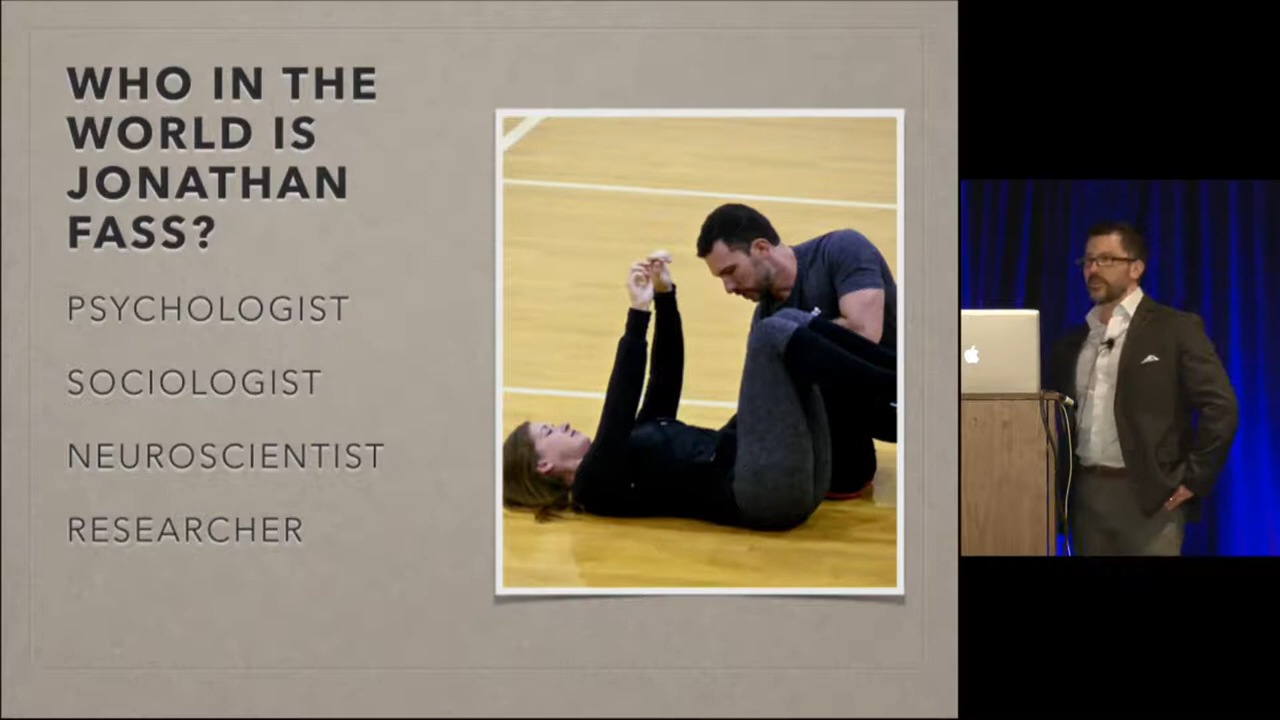 WHO IN THE
WORLD IS
JONATHAN
FASS?
PSYCHOLOGIST
SOCIOLOGIST
NEUROSCIENTIST
RESEARCHER